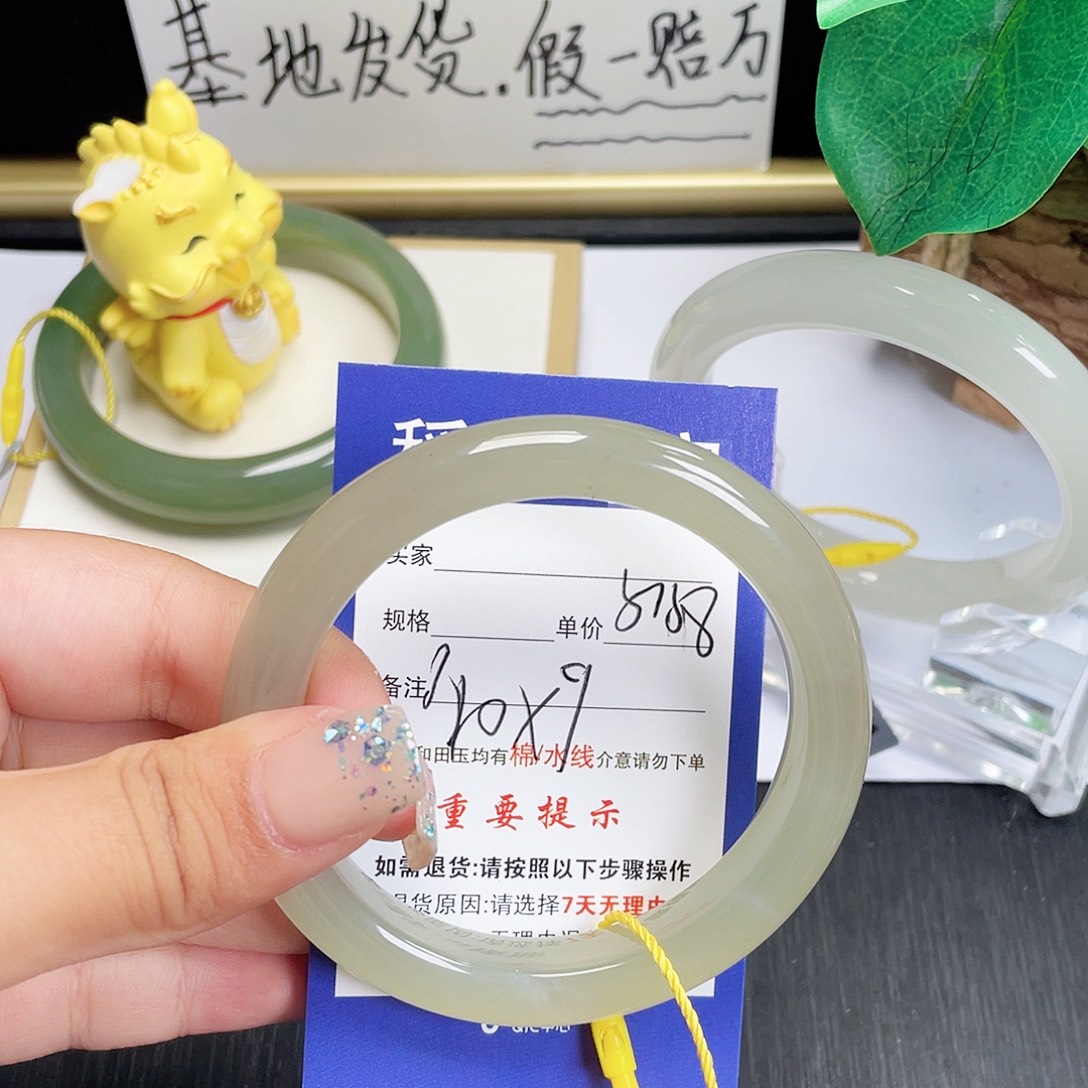 基地发货.假一赔万
买家
规格 单价
备注
和田玉均有棉/水线介意请勿下单
重要提示
如需退货:请按照以下步骤操作
退货原因:请选择7天无理由